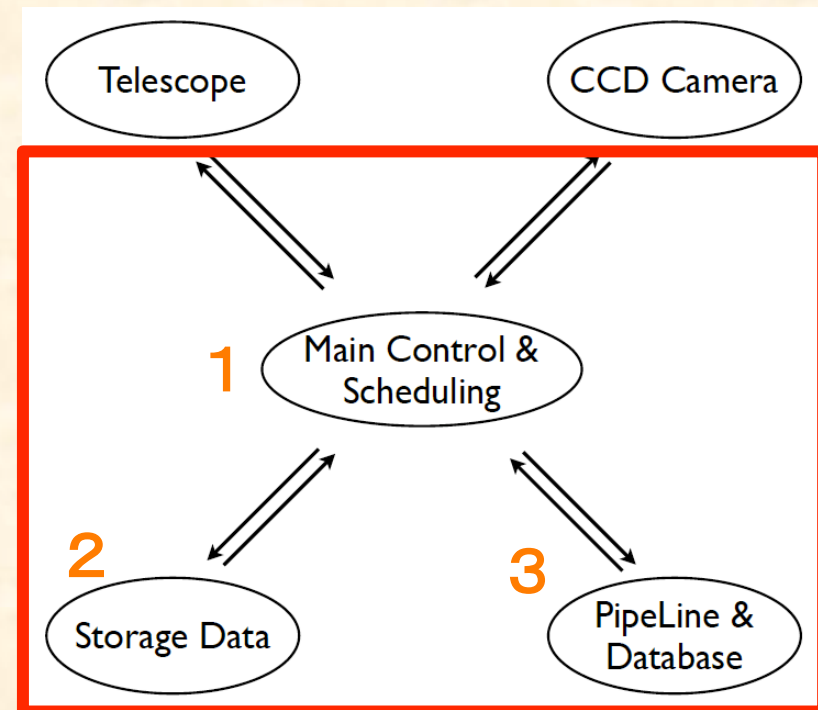 Telescope
CCD Camera
1
Main Control &
Scheduling
2
Storage Data
3
PipeLine &
Database